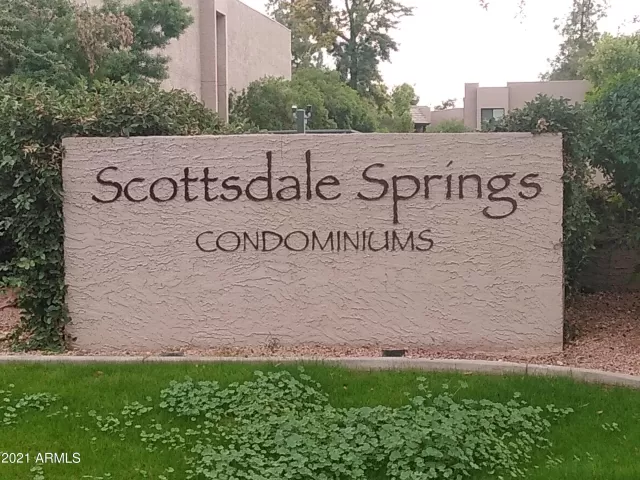 Scottsdale Springs
CONDOMINIUMS
2021 ARMLS